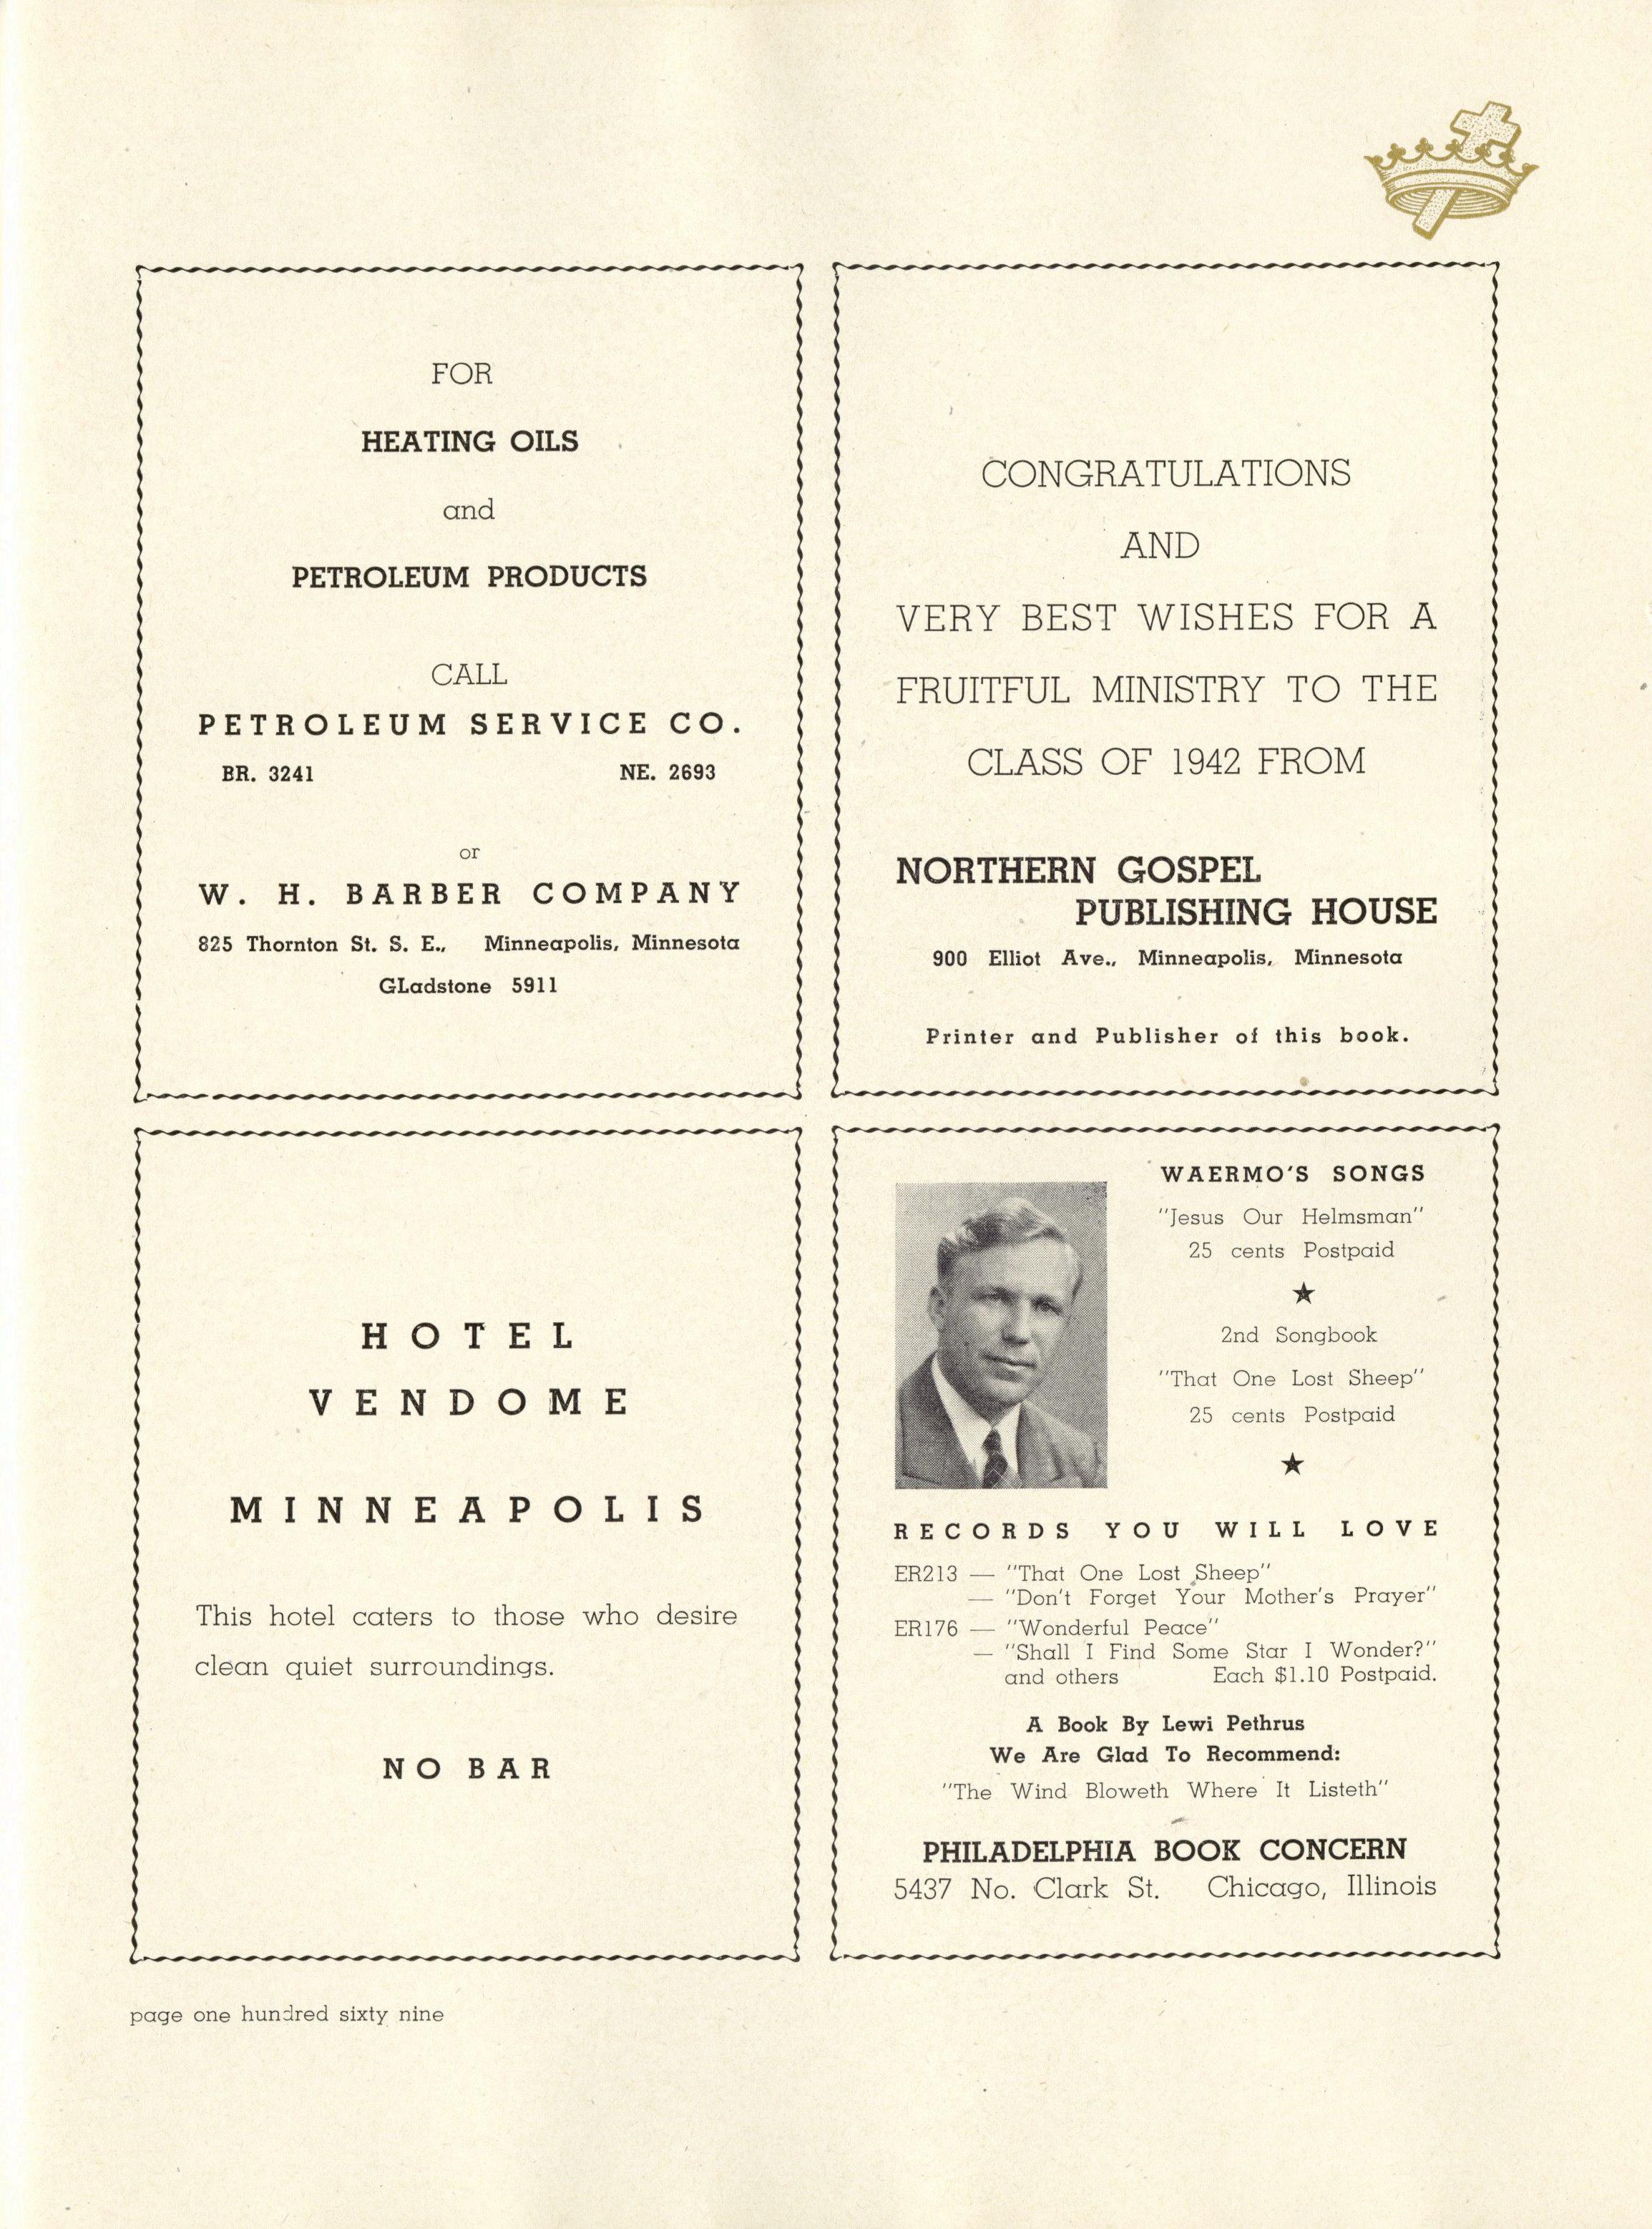 FOR
HEATING OILS
and
PETROLEUM PRODUCTS
CALL
PETROLEUM SERVICE CO.
BR. 3241 NE. 2693
or
W. H. BARBER COMPANY
825 Thornton St. S. E., Minneapolis, Minnesota
GLadstone 5911
CONGRATULATIONS
AND
VERY BEST WISHES FOR A
FRUITFUL MINISTRY TO THE
CLASS OF 1942 FROM
NORTHERN GOSPEL
PUBLISHING HOUSE
900 Elliot Ave., Minneapolis, Minnesota
Printer and Publisher of this book.
HOTEL
VENDOME
MINNEAPOLIS
This hotel caters to those who desire
clean quiet surroundings.
NO BAR
WAERMO'S SONGS
"Jesus Our Helmsman"
25 cents Postpaid
★
2nd Songbook
"That One Lost Sheep"
25 cents Postpaid
★
RECORDS YOU WILL LOVE
ER213 — "That One Lost Sheep"
— "Don't Forget Your Mother's Prayer"
ER176 — "Wonderful Peace"
— "Shall I Find Some Star I Wonder?"
and others Each $1.10 Postpaid.
A Book By Lewi Pethrus
We Are Glad To Recommend:
"The Wind Bloweth Where It Listeth"
PHILADELPHIA BOOK CONCERN
5437 No. Clark St. Chicago, Illinois
page one hundred sixty nine